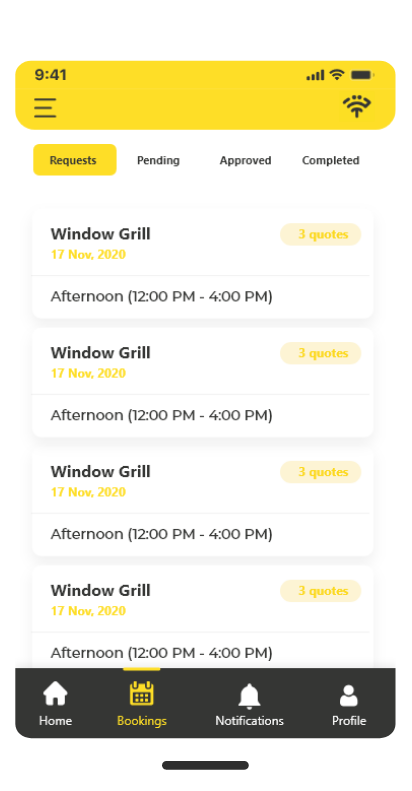 9:41
Requests Pending Approved Completed
Window Grill 3 quotes
17 Nov, 2020
Afternoon (12:00 PM - 4:00 PM)
Window Grill 3 quotes
17 Nov, 2020
Afternoon (12:00 PM - 4:00 PM)
Window Grill 3 quotes
17 Nov, 2020
Afternoon (12:00 PM - 4:00 PM)
Window Grill 3 quotes
17 Nov, 2020
Afternoon (12:00 PM - 4:00 PM)
Home Bookings Notifications Profile